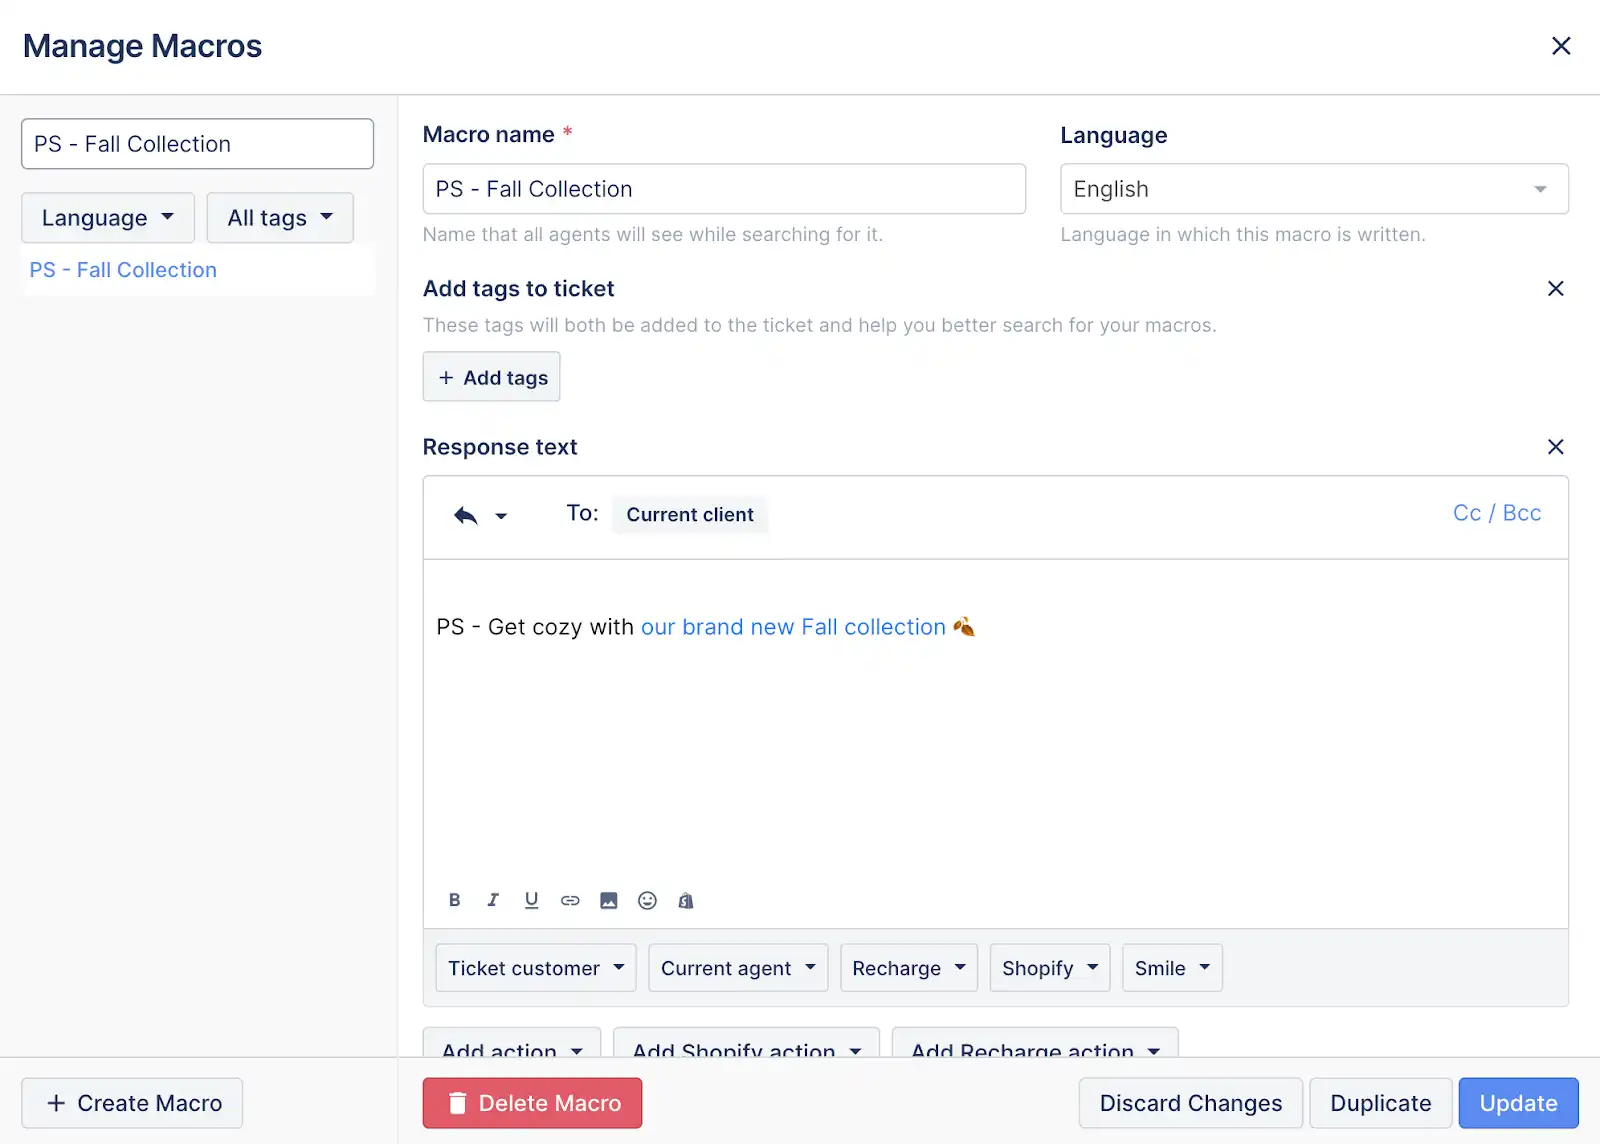 Manage Macros
PS - Fall Collection
Language
All tags
PS - Fall Collection
Macro name *
PS - Fall Collection
Name that all agents will see while searching for it.
Language
English
Language in which this macro is written.
Add tags to ticket
These tags will both be added to the ticket and help you better search for your macros.
+ Add tags
Response text
To: Current client
Cc / Bcc
PS - Get cozy with our brand new Fall collection 🍂
B I U
Ticket customer
Current agent
Recharge
Shopify
Smile
Add action
Add Shopify action
Add Recharge action
+ Create Macro
Delete Macro
Discard Changes
Duplicate
Update